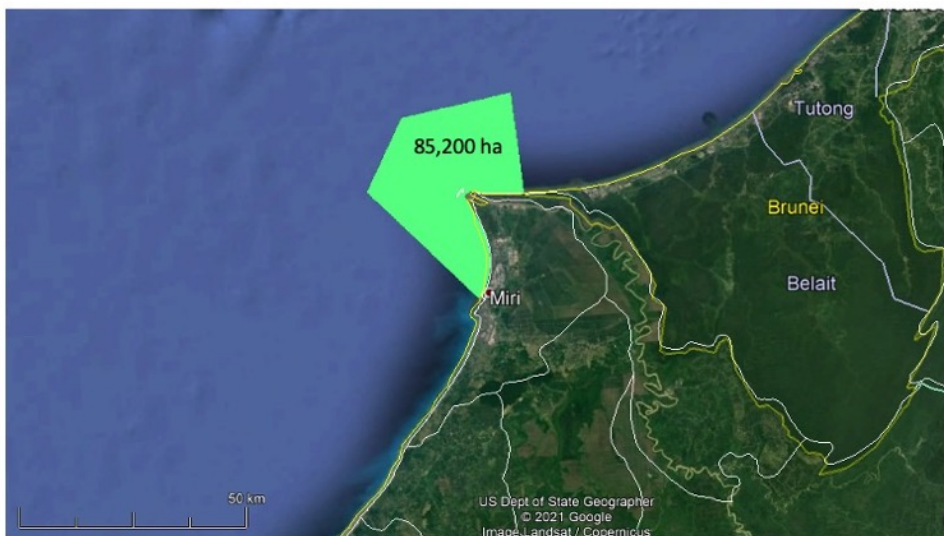 85,200 ha
Tutong
Brunei
Belait
Miri
50 km
US Dept of State Geographer
© 2021 Google
Image Landsat / Copernicus